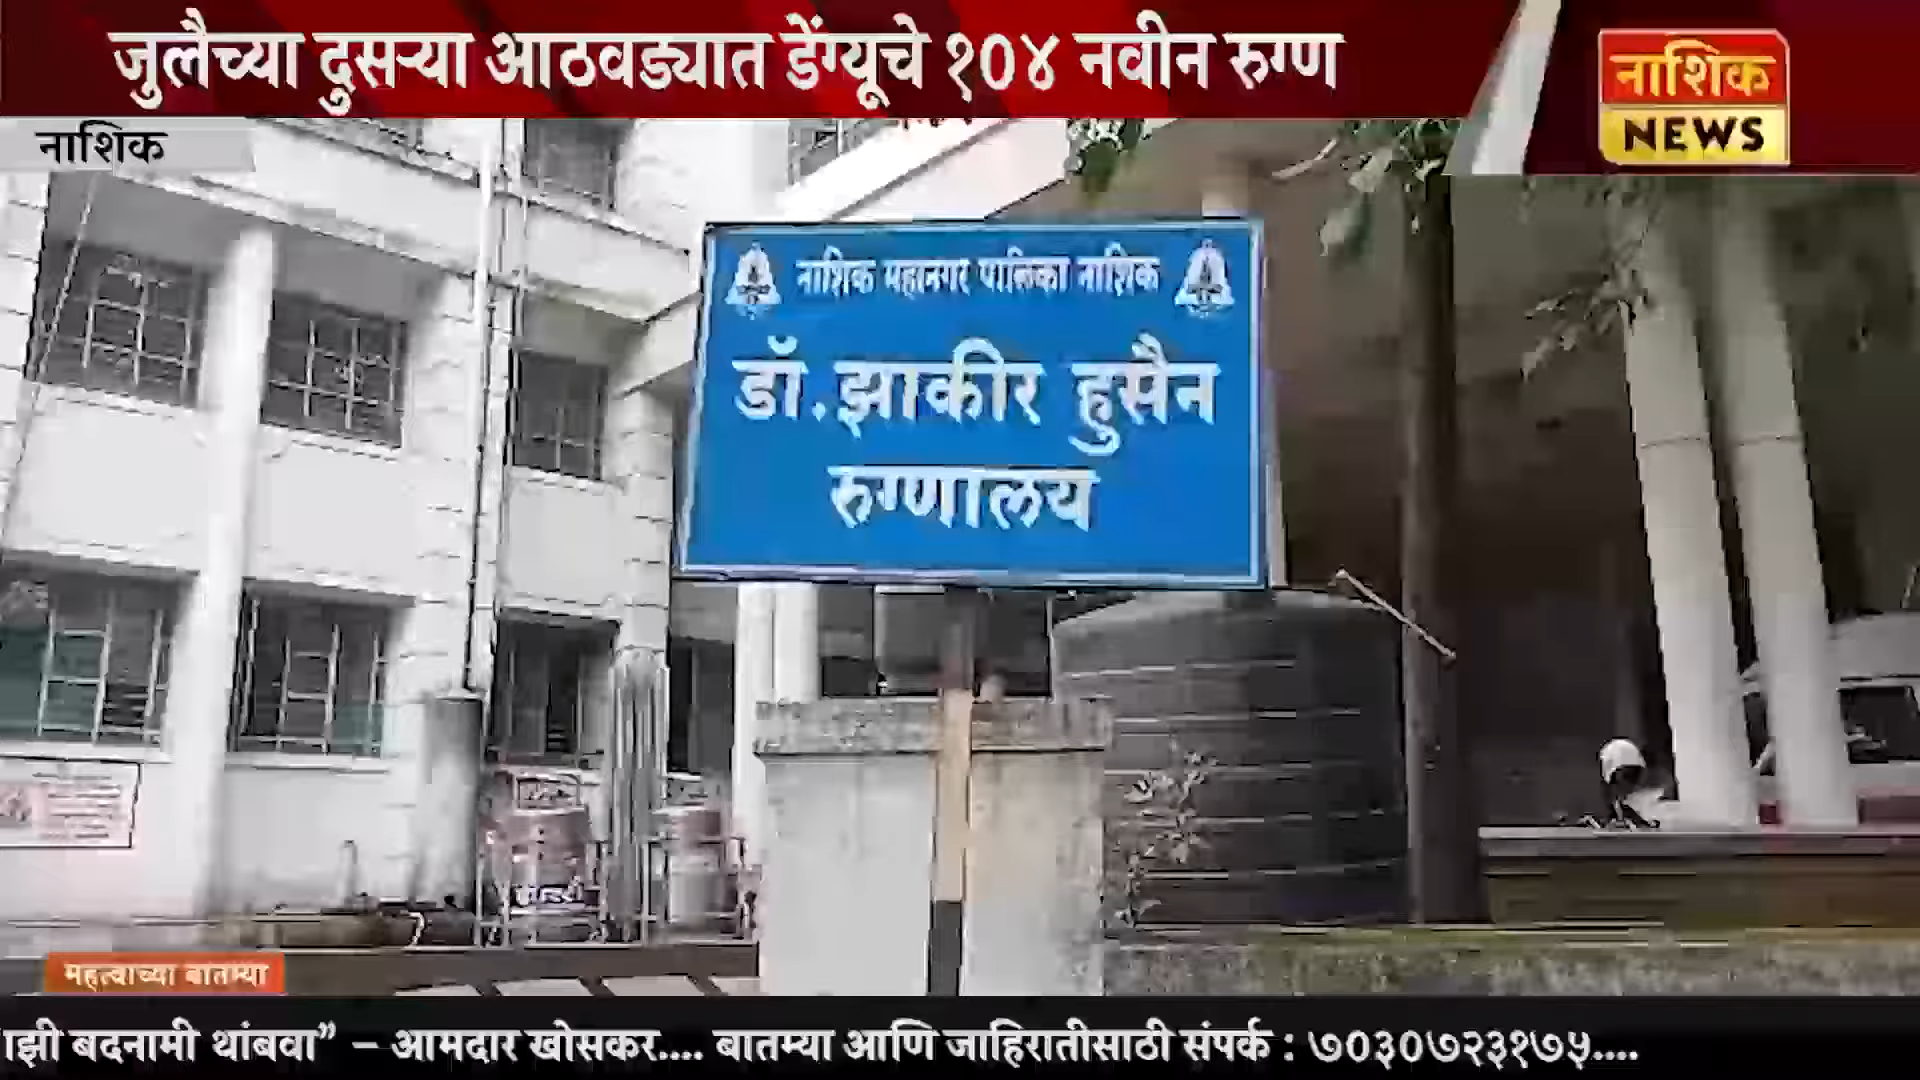 जुलैच्या दुसऱ्या आठवड्यात डेंग्यूचे १०४ नवीन रुग्ण
नाशिक
NEWS
नाशिक
नाशिक महानगर पालिका नाशिक
डॉ.झाकीर हुसैन
रुग्णालय
महत्वाच्या बातम्या
ाझी बदनामी थांबवा” – आमदार खोसकर.... बातम्या आणि जाहिरातीसाठी संपर्क : ७०३०७२३१७५....